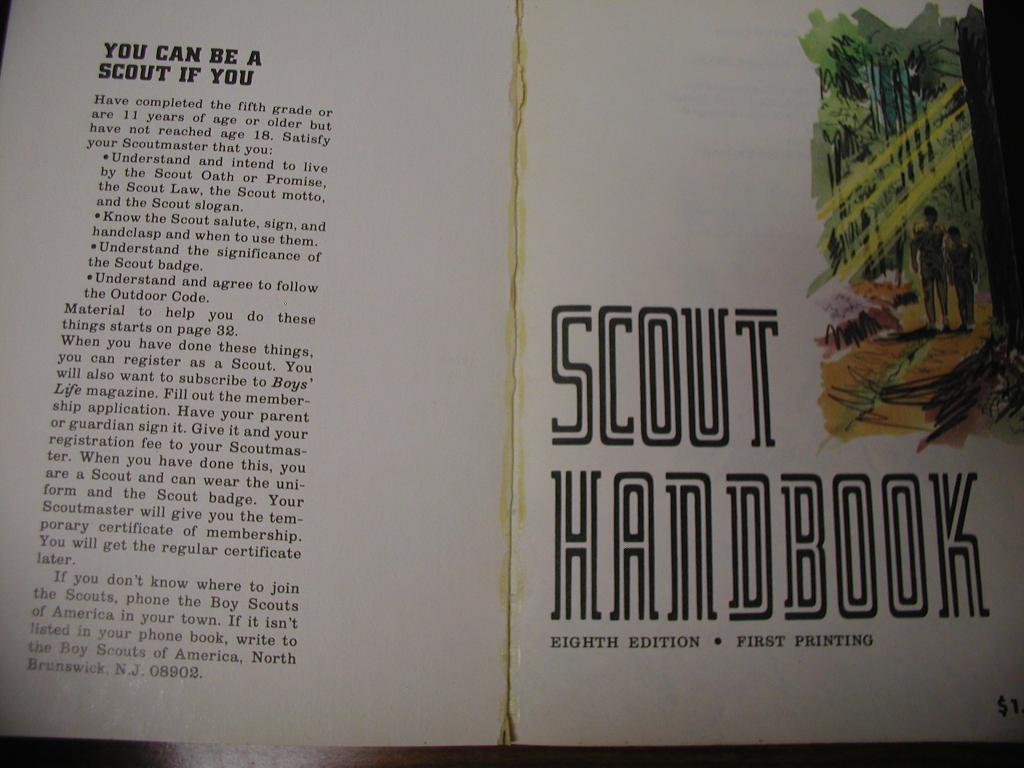 YOU CAN BE A
SCOUT IF YOU
Have completed the fifth grade or
are 11 years of age or older but
have not reached age 18. Satisfy
your Scoutmaster that you:
• Understand and intend to live
by the Scout Oath or Promise,
the Scout Law, the Scout motto,
and the Scout slogan.
• Know the Scout salute, sign, and
handclasp and when to use them.
• Understand the significance of
the Scout badge.
• Understand and agree to follow
the Outdoor Code.
Material to help you do these
things starts on page 32.
When you have done these things,
you can register as a Scout. You
will also want to subscribe to Boys'
Life magazine. Fill out the member-
ship application. Have your parent
or guardian sign it. Give it and your
registration fee to your Scoutmas-
ter. When you have done this, you
are a Scout and can wear the uni-
form and the Scout badge. Your
Scoutmaster will give you the tem-
porary certificate of membership.
You will get the regular certificate
later.
If you don't know where to join
the Scouts, phone the Boy Scouts
of America in your town. If it isn't
listed in your phone book, write to
the Boy Scouts of America, North
Brunswick, N.J. 08902.
SCOUT
HANDBOOK
EIGHTH EDITION • FIRST PRINTING
$1.